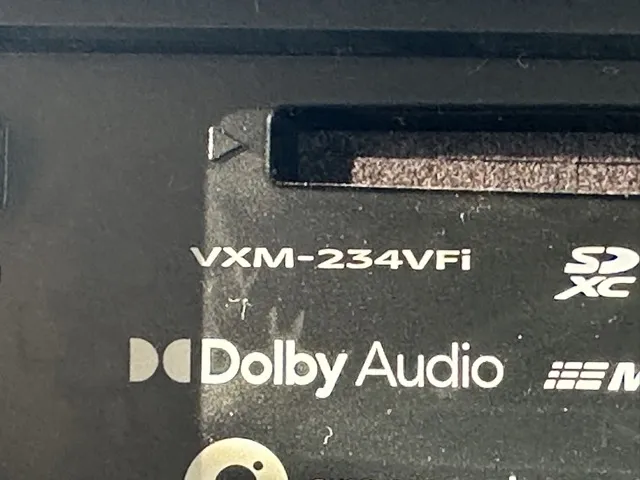 VXM-234VFi
SD
XC
Dolby Audio